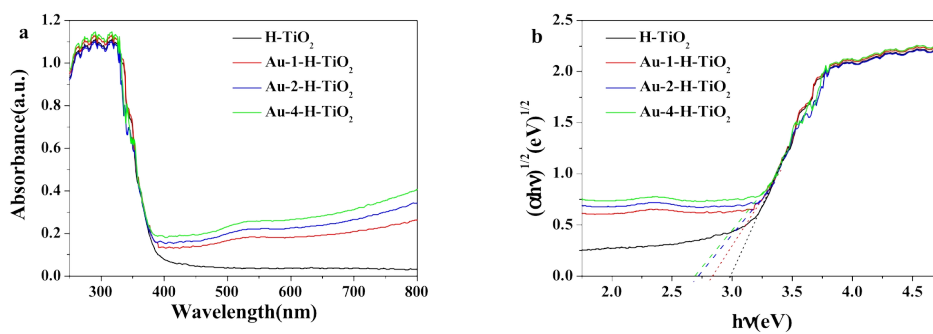 a
H-TiO₂
Au-1-H-TiO₂
Au-2-H-TiO₂
Au-4-H-TiO₂
Absorbance(a.u.)
1.2
1.0
0.8
0.6
0.4
0.2
0.0
300 400 500 600 700 800
Wavelength(nm)
b
H-TiO₂
Au-1-H-TiO₂
Au-2-H-TiO₂
Au-4-H-TiO₂
(αhν)^1/2(eV)^1/2
2.5
2.0
1.5
1.0
0.5
0.0
2.0 2.5 3.0 3.5 4.0 4.5
hν(eV)